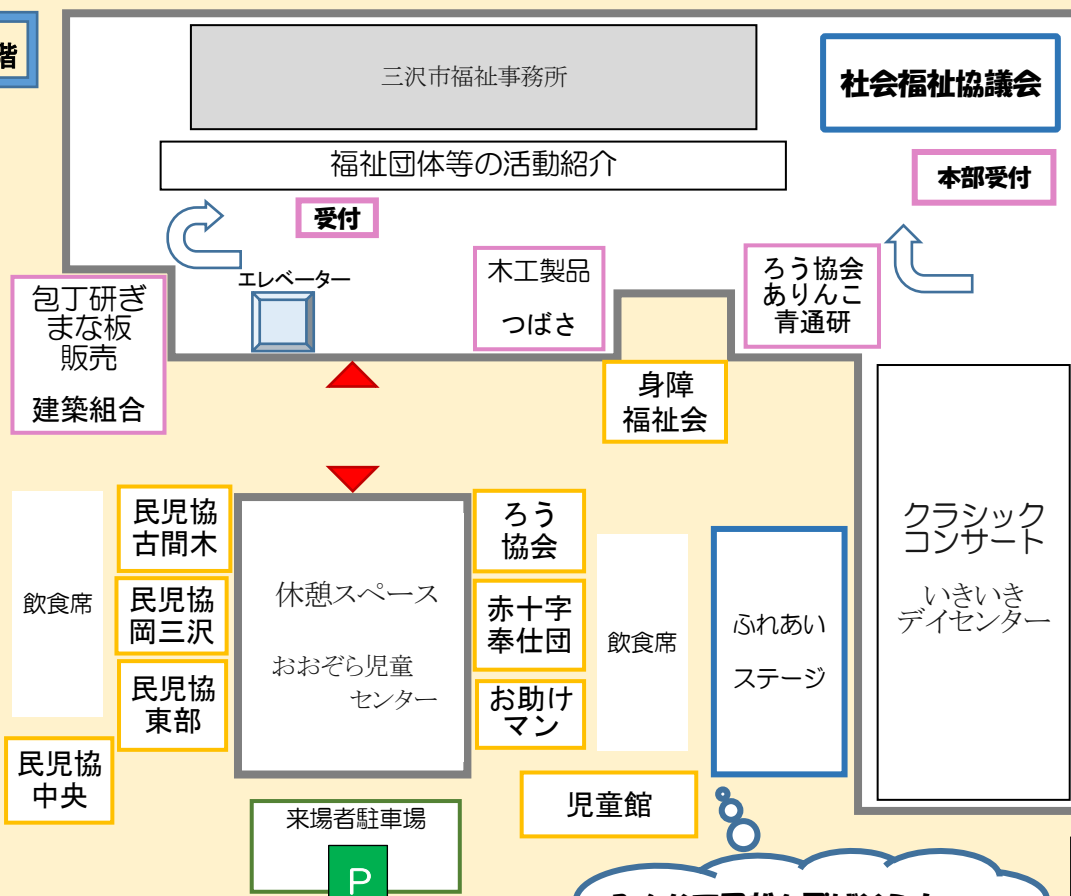 階
三沢市福祉事務所
社会福祉協議会
福祉団体等の活動紹介
本部受付
受付
エレベーター
木工製品
つばさ
ろう協会
ありんこ
青通研
包丁研ぎ
まな板
販売
建築組合
身障
福祉会
民児協
古間木
ろう
協会
クラシック
コンサート
いきいき
デイセンター
飲食席
民児協
岡三沢
休憩スペース
おおぞら児童
センター
赤十字
奉仕団
飲食席
ふれあい
ステージ
民児協
東部
お助け
マン
民児協
中央
児童館
来場者駐車場
P